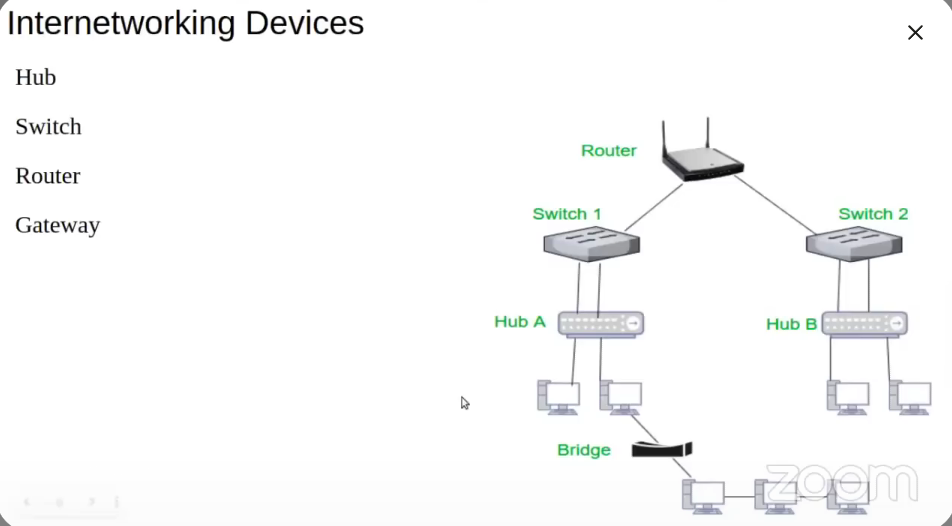 Internetworking Devices
Hub
Switch
Router
Gateway
Router
Switch 1
Switch 2
Hub A
Hub B
Bridge
zoom